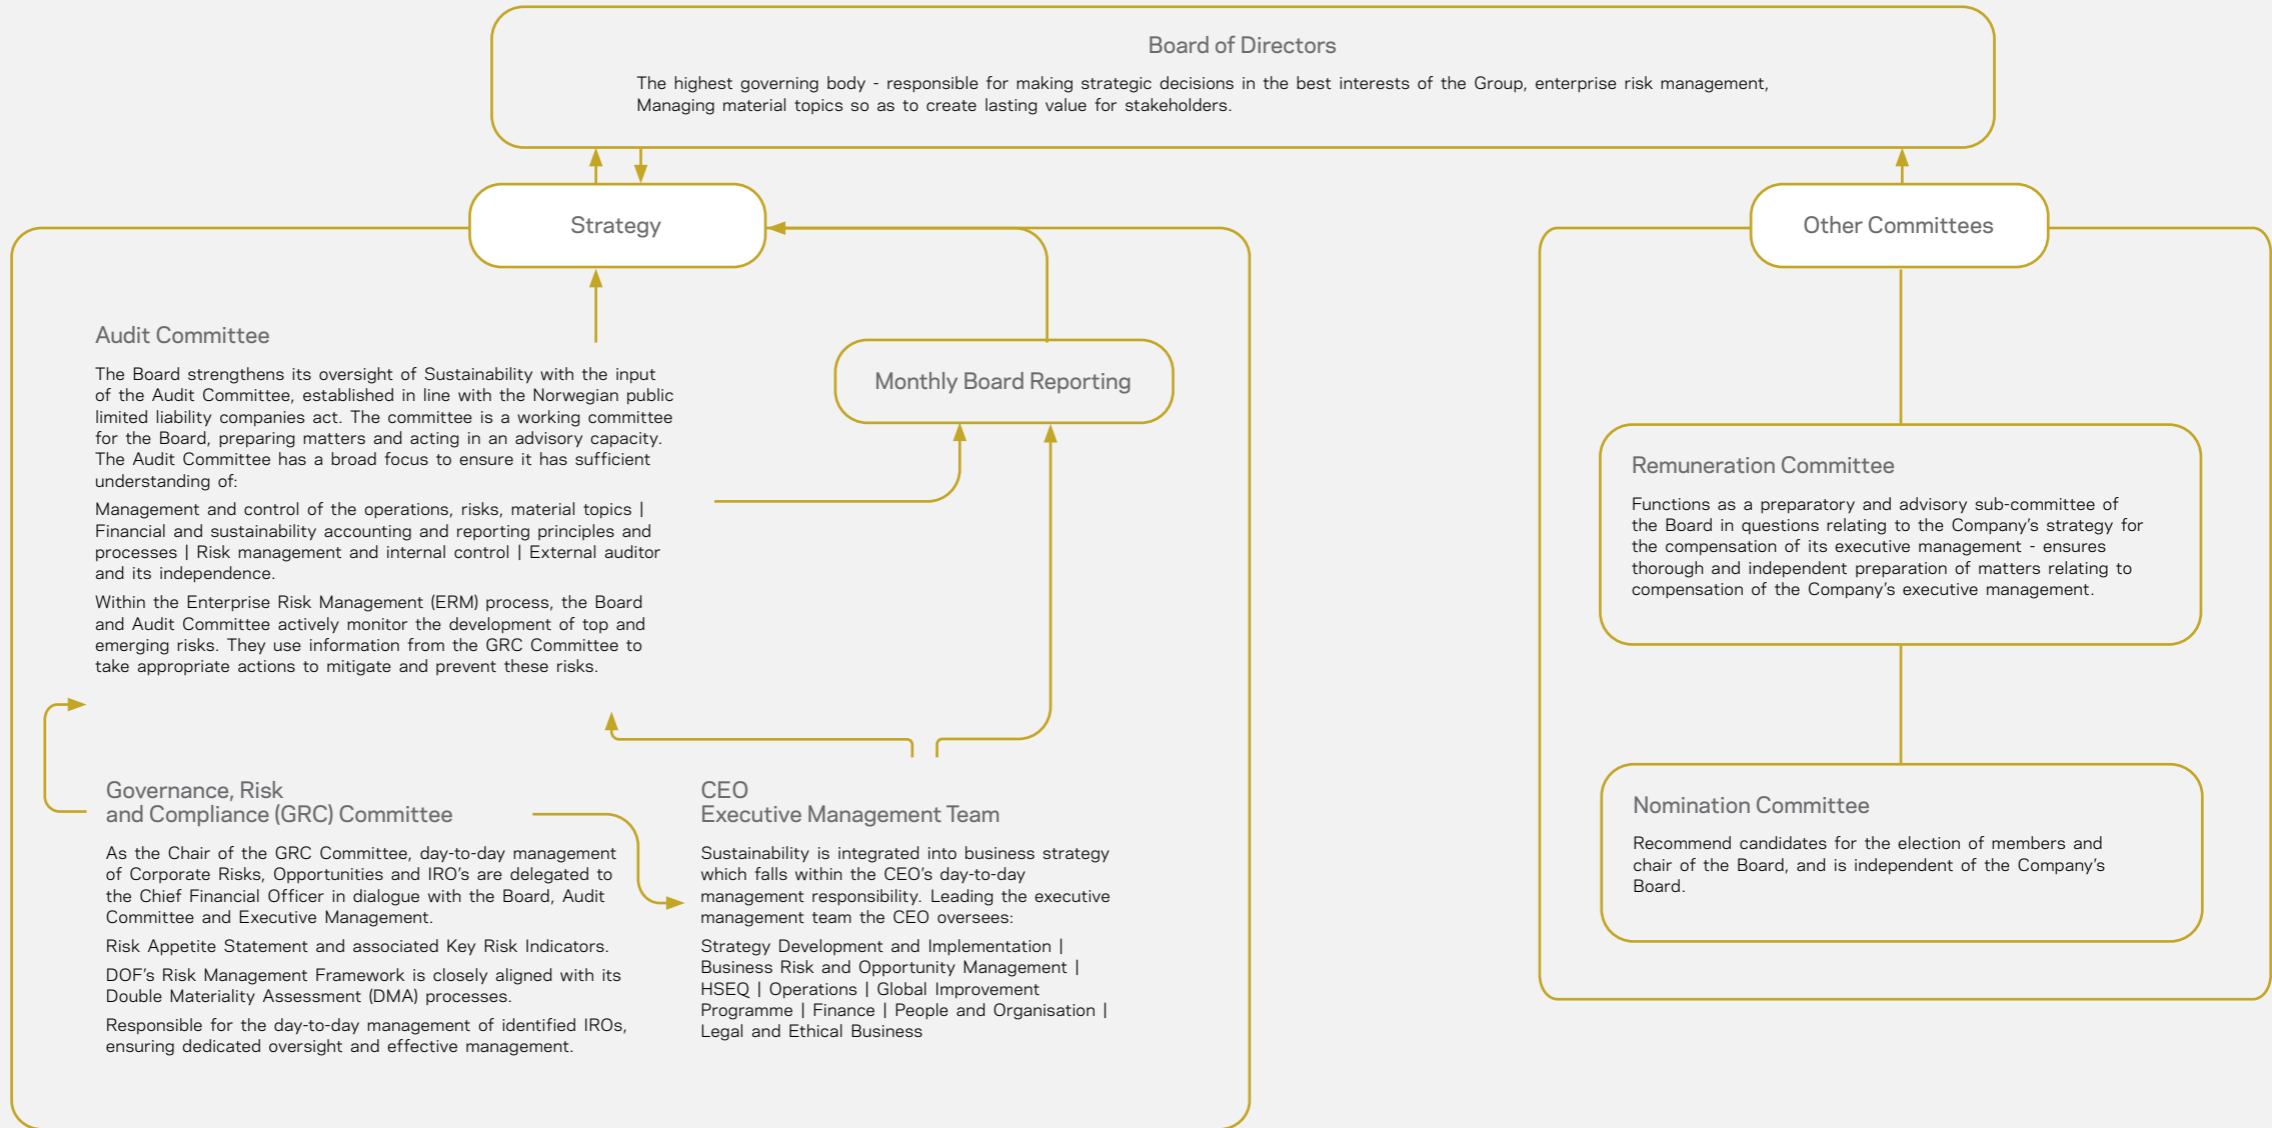 Board of Directors
The highest governing body - responsible for making strategic decisions in the best interests of the Group, enterprise risk management,
Managing material topics so as to create lasting value for stakeholders.
Strategy
Other Committees
Audit Committee
The Board strengthens its oversight of Sustainability with the input
of the Audit Committee, established in line with the Norwegian public
limited liability companies act. The committee is a working committee
for the Board, preparing matters and acting in an advisory capacity.
The Audit Committee has a broad focus to ensure it has sufficient
understanding of:
Management and control of the operations, risks, material topics |
Financial and sustainability accounting and reporting principles and
processes | Risk management and internal control | External auditor
and its independence.
Within the Enterprise Risk Management (ERM) process, the Board
and Audit Committee actively monitor the development of top and
emerging risks. They use information from the GRC Committee to
take appropriate actions to mitigate and prevent these risks.
Monthly Board Reporting
Remuneration Committee
Functions as a preparatory and advisory sub-committee of
the Board in questions relating to the Company's strategy for
the compensation of its executive management - ensures
thorough and independent preparation of matters relating to
compensation of the Company's executive management.
Governance, Risk
and Compliance (GRC) Committee
As the Chair of the GRC Committee, day-to-day management
of Corporate Risks, Opportunities and IRO's are delegated to
the Chief Financial Officer in dialogue with the Board, Audit
Committee and Executive Management.
Risk Appetite Statement and associated Key Risk Indicators.
DOF's Risk Management Framework is closely aligned with its
Double Materiality Assessment (DMA) processes.
Responsible for the day-to-day management of identified IROs,
ensuring dedicated oversight and effective management.
CEO
Executive Management Team
Sustainability is integrated into business strategy
which falls within the CEO's day-to-day
management responsibility. Leading the executive
management team the CEO oversees:
Strategy Development and Implementation |
Business Risk and Opportunity Management |
HSEQ | Operations | Global Improvement
Programme | Finance | People and Organisation |
Legal and Ethical Business
Nomination Committee
Recommend candidates for the election of members and
chair of the Board, and is independent of the Company's
Board.